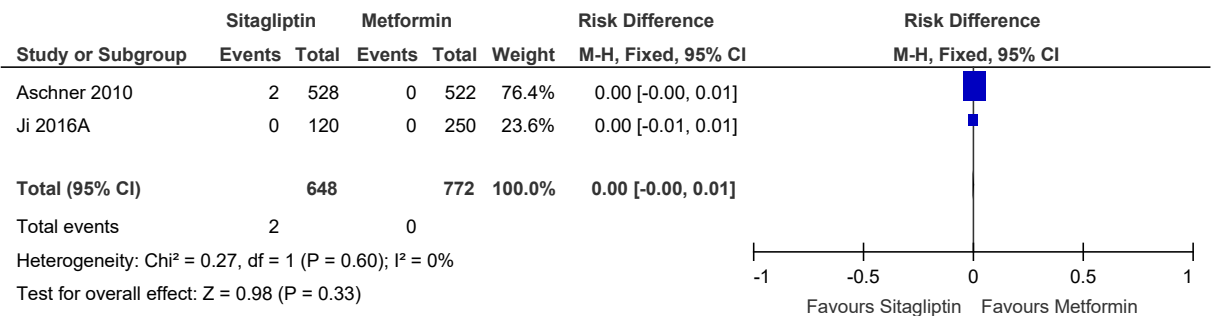 Sitagliptin Metformin Risk Difference Risk Difference
Study or Subgroup Events Total Events Total Weight M-H, Fixed, 95% CI M-H, Fixed, 95% CI
Aschner 2010 2 528 0 522 76.4% 0.00 [-0.00, 0.01]
Ji 2016A 0 120 0 250 23.6% 0.00 [-0.01, 0.01]
Total (95% CI) 648 772 100.0% 0.00 [-0.00, 0.01]
Total events 2 0
Heterogeneity: Chi² = 0.27, df = 1 (P = 0.60); I² = 0%
Test for overall effect: Z = 0.98 (P = 0.33)
-1 -0.5 0 0.5 1
Favours Sitagliptin Favours Metformin